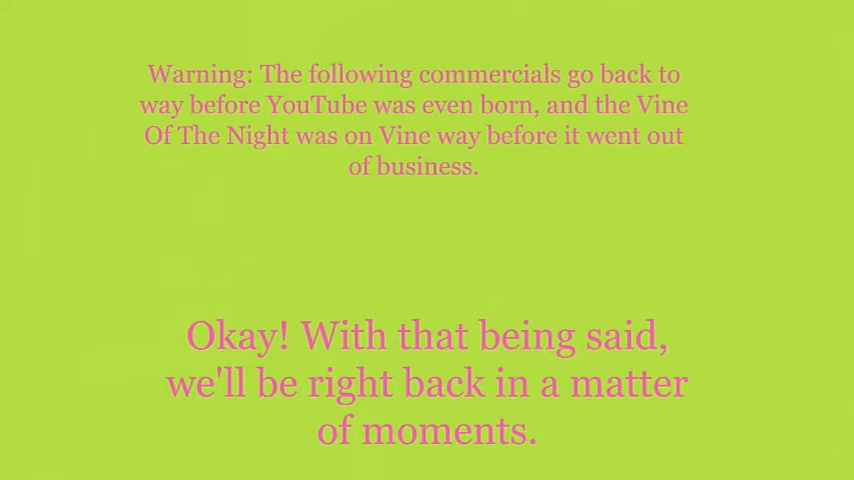 Warning: The following commercials go back to
way before YouTube was even born, and the Vine
Of The Night was on Vine way before it went out
of business.
Okay! With that being said,
we'll be right back in a matter
of moments.